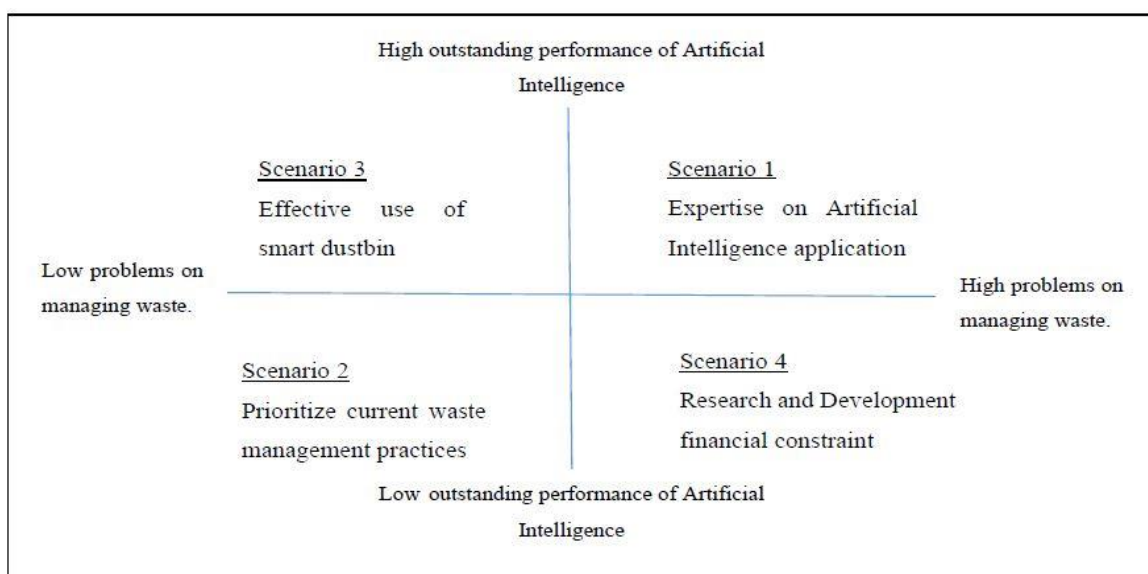 High outstanding performance of Artificial
Intelligence
Scenario 3
Effective use of
smart dustbin
Scenario 1
Expertise on Artificial
Intelligence application
Low problems on
managing waste.
High problems on
managing waste.
Scenario 2
Prioritize current waste
management practices
Scenario 4
Research and Development
financial constraint
Low outstanding performance of Artificial
Intelligence